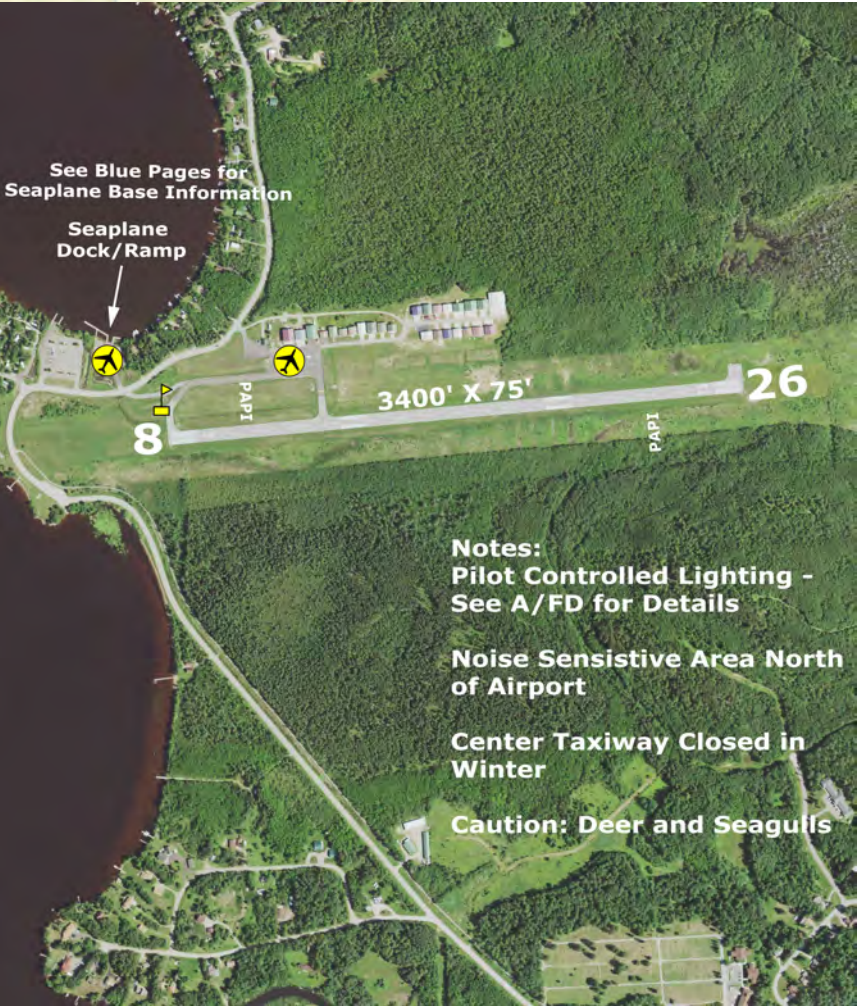 See Blue Pages for
Seaplane Base Information
Seaplane
Dock/Ramp
PAPI
3400' X 75'
26
8
PAPI
Notes:
Pilot Controlled Lighting -
See A/FD for Details
Noise Sensistive Area North
of Airport
Center Taxiway Closed in
Winter
Caution: Deer and Seagulls